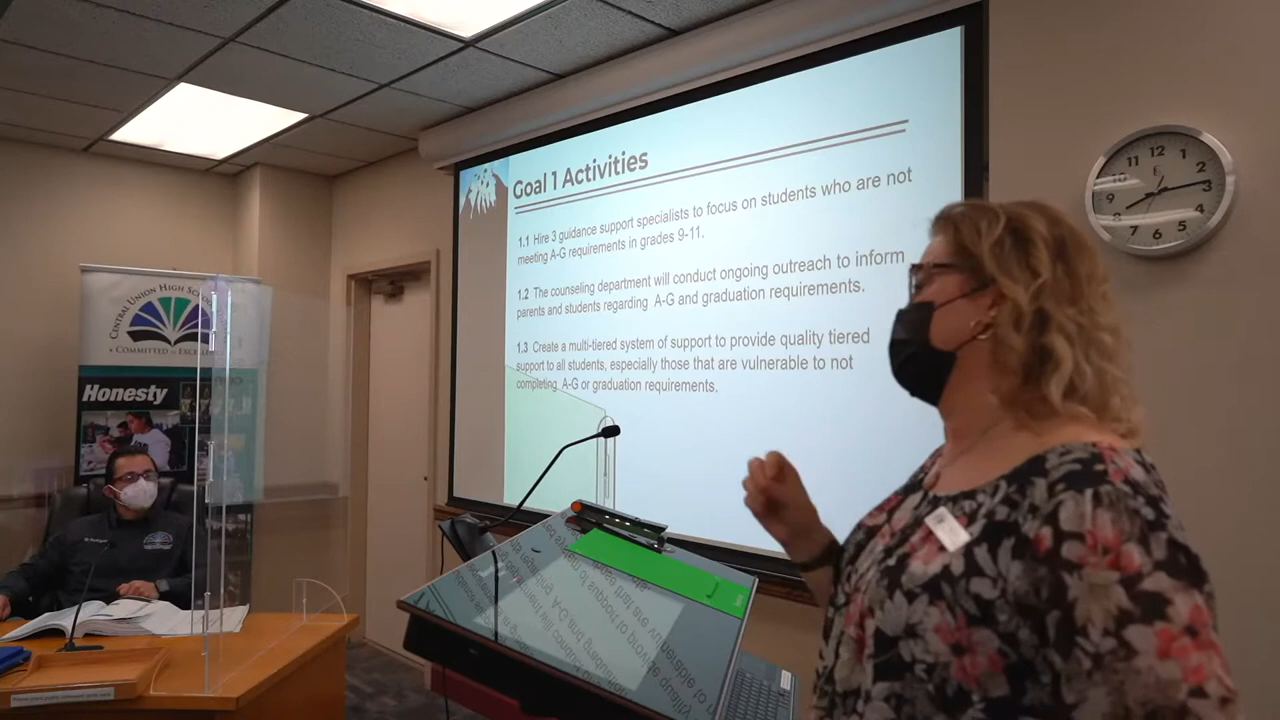 Goal 1 Activities
1.1 Hire 3 guidance support specialists to focus on students who are not
meeting A-G requirements in grades 9-11.
1.2 The counseling department will conduct ongoing outreach to inform
parents and students regarding A-G and graduation requirements.
1.3 Create a multi-tiered system of support to provide quality tiered
support to all students, especially those that are vulnerable to not
completing A-G or graduation requirements.
CENTRAL UNION HIGH SCHOOL
COMMITTED TO
Honesty
12
1
2
3
4
5
6
7
8
9
10
11
E